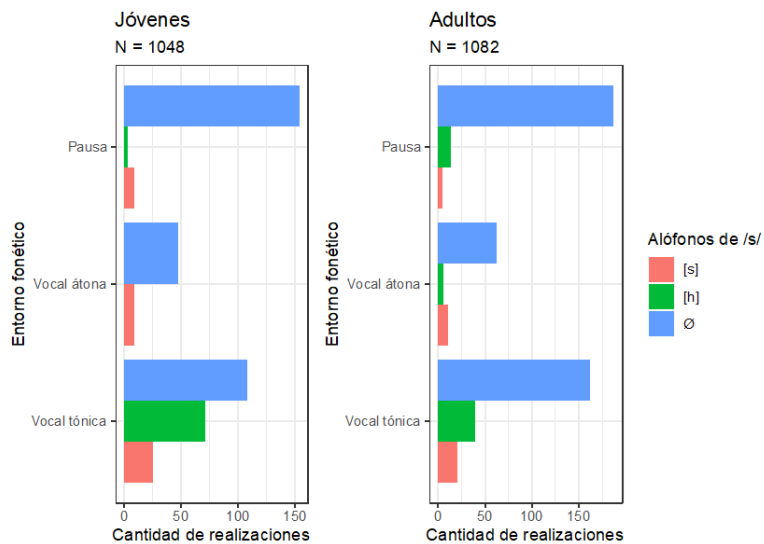 Jóvenes
N = 1048
Entorno fonético
Pausa
Vocal átona
Vocal tónica
0 50 100 150
Cantidad de realizaciones
Adultos
N = 1082
Entorno fonético
Pausa
Vocal átona
Vocal tónica
0 50 100 150
Cantidad de realizaciones
Alófonos de /s/
[s]
[h]
Ø